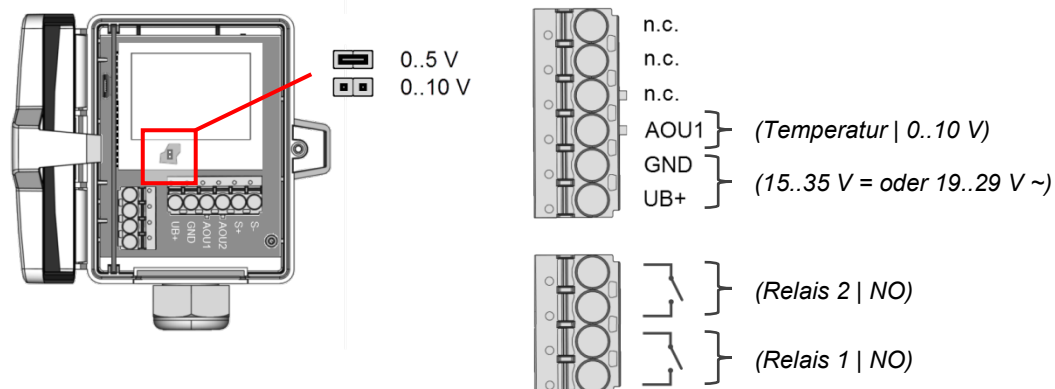 0..5 V
0..10 V
UB+
GND
AOU1
AOU2
S+
S-
n.c.
n.c.
n.c.
AOU1
(Temperatur | 0..10 V)
GND
UB+
(15..35 V = oder 19..29 V ~)
(Relais 2 | NO)
(Relais 1 | NO)